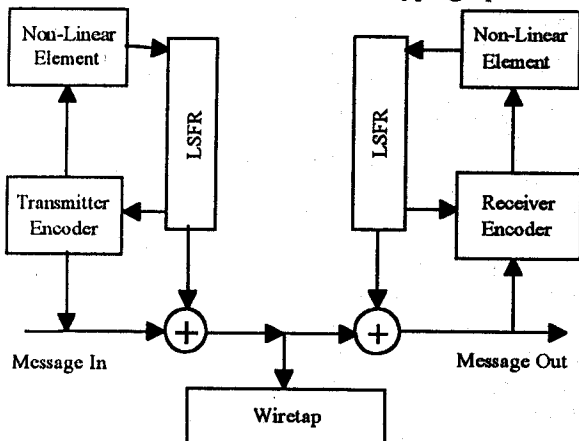 Non-Linear
Element
LSFR
Transmitter
Encoder
Message In
LSFR
Non-Linear
Element
Receiver
Encoder
Message Out
Wiretap